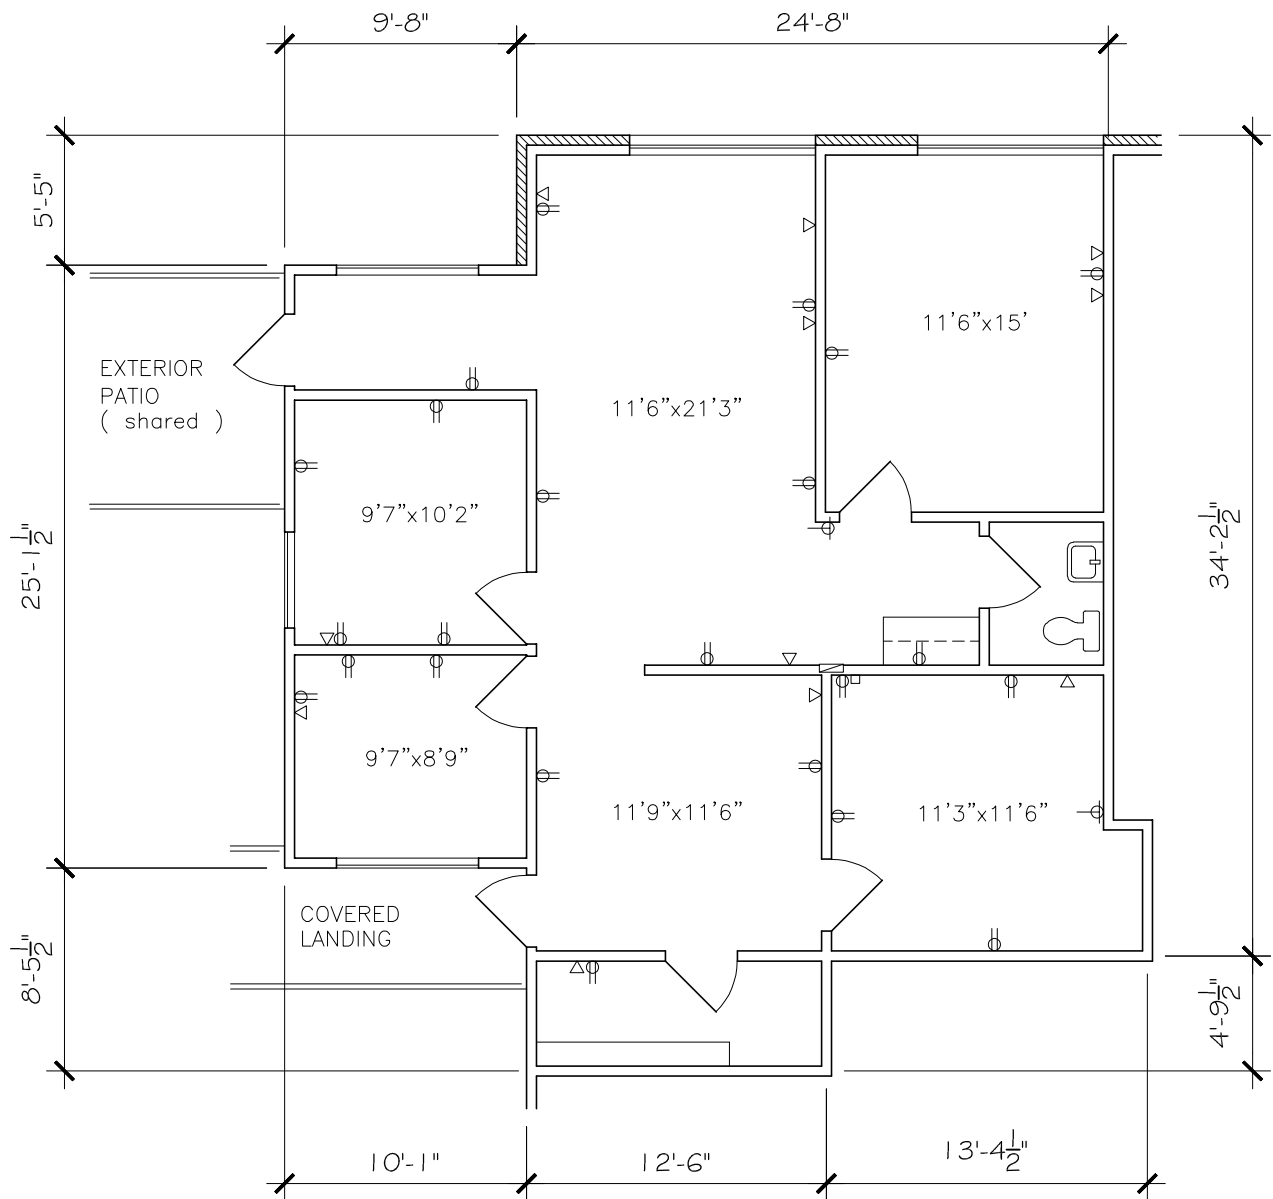 9'-8"
24'-8"
5'-5"
11'6"x15'
EXTERIOR
PATIO
( shared )
11'6"x21'3"
9'7"x10'2"
25'-1 1/2"
34'-2 1/2"
9'7"x8'9"
11'9"x11'6"
11'3"x11'6"
COVERED
LANDING
8'-5 1/2"
4'-9 1/2"
10'-1"
12'-6"
13'-4 1/2"